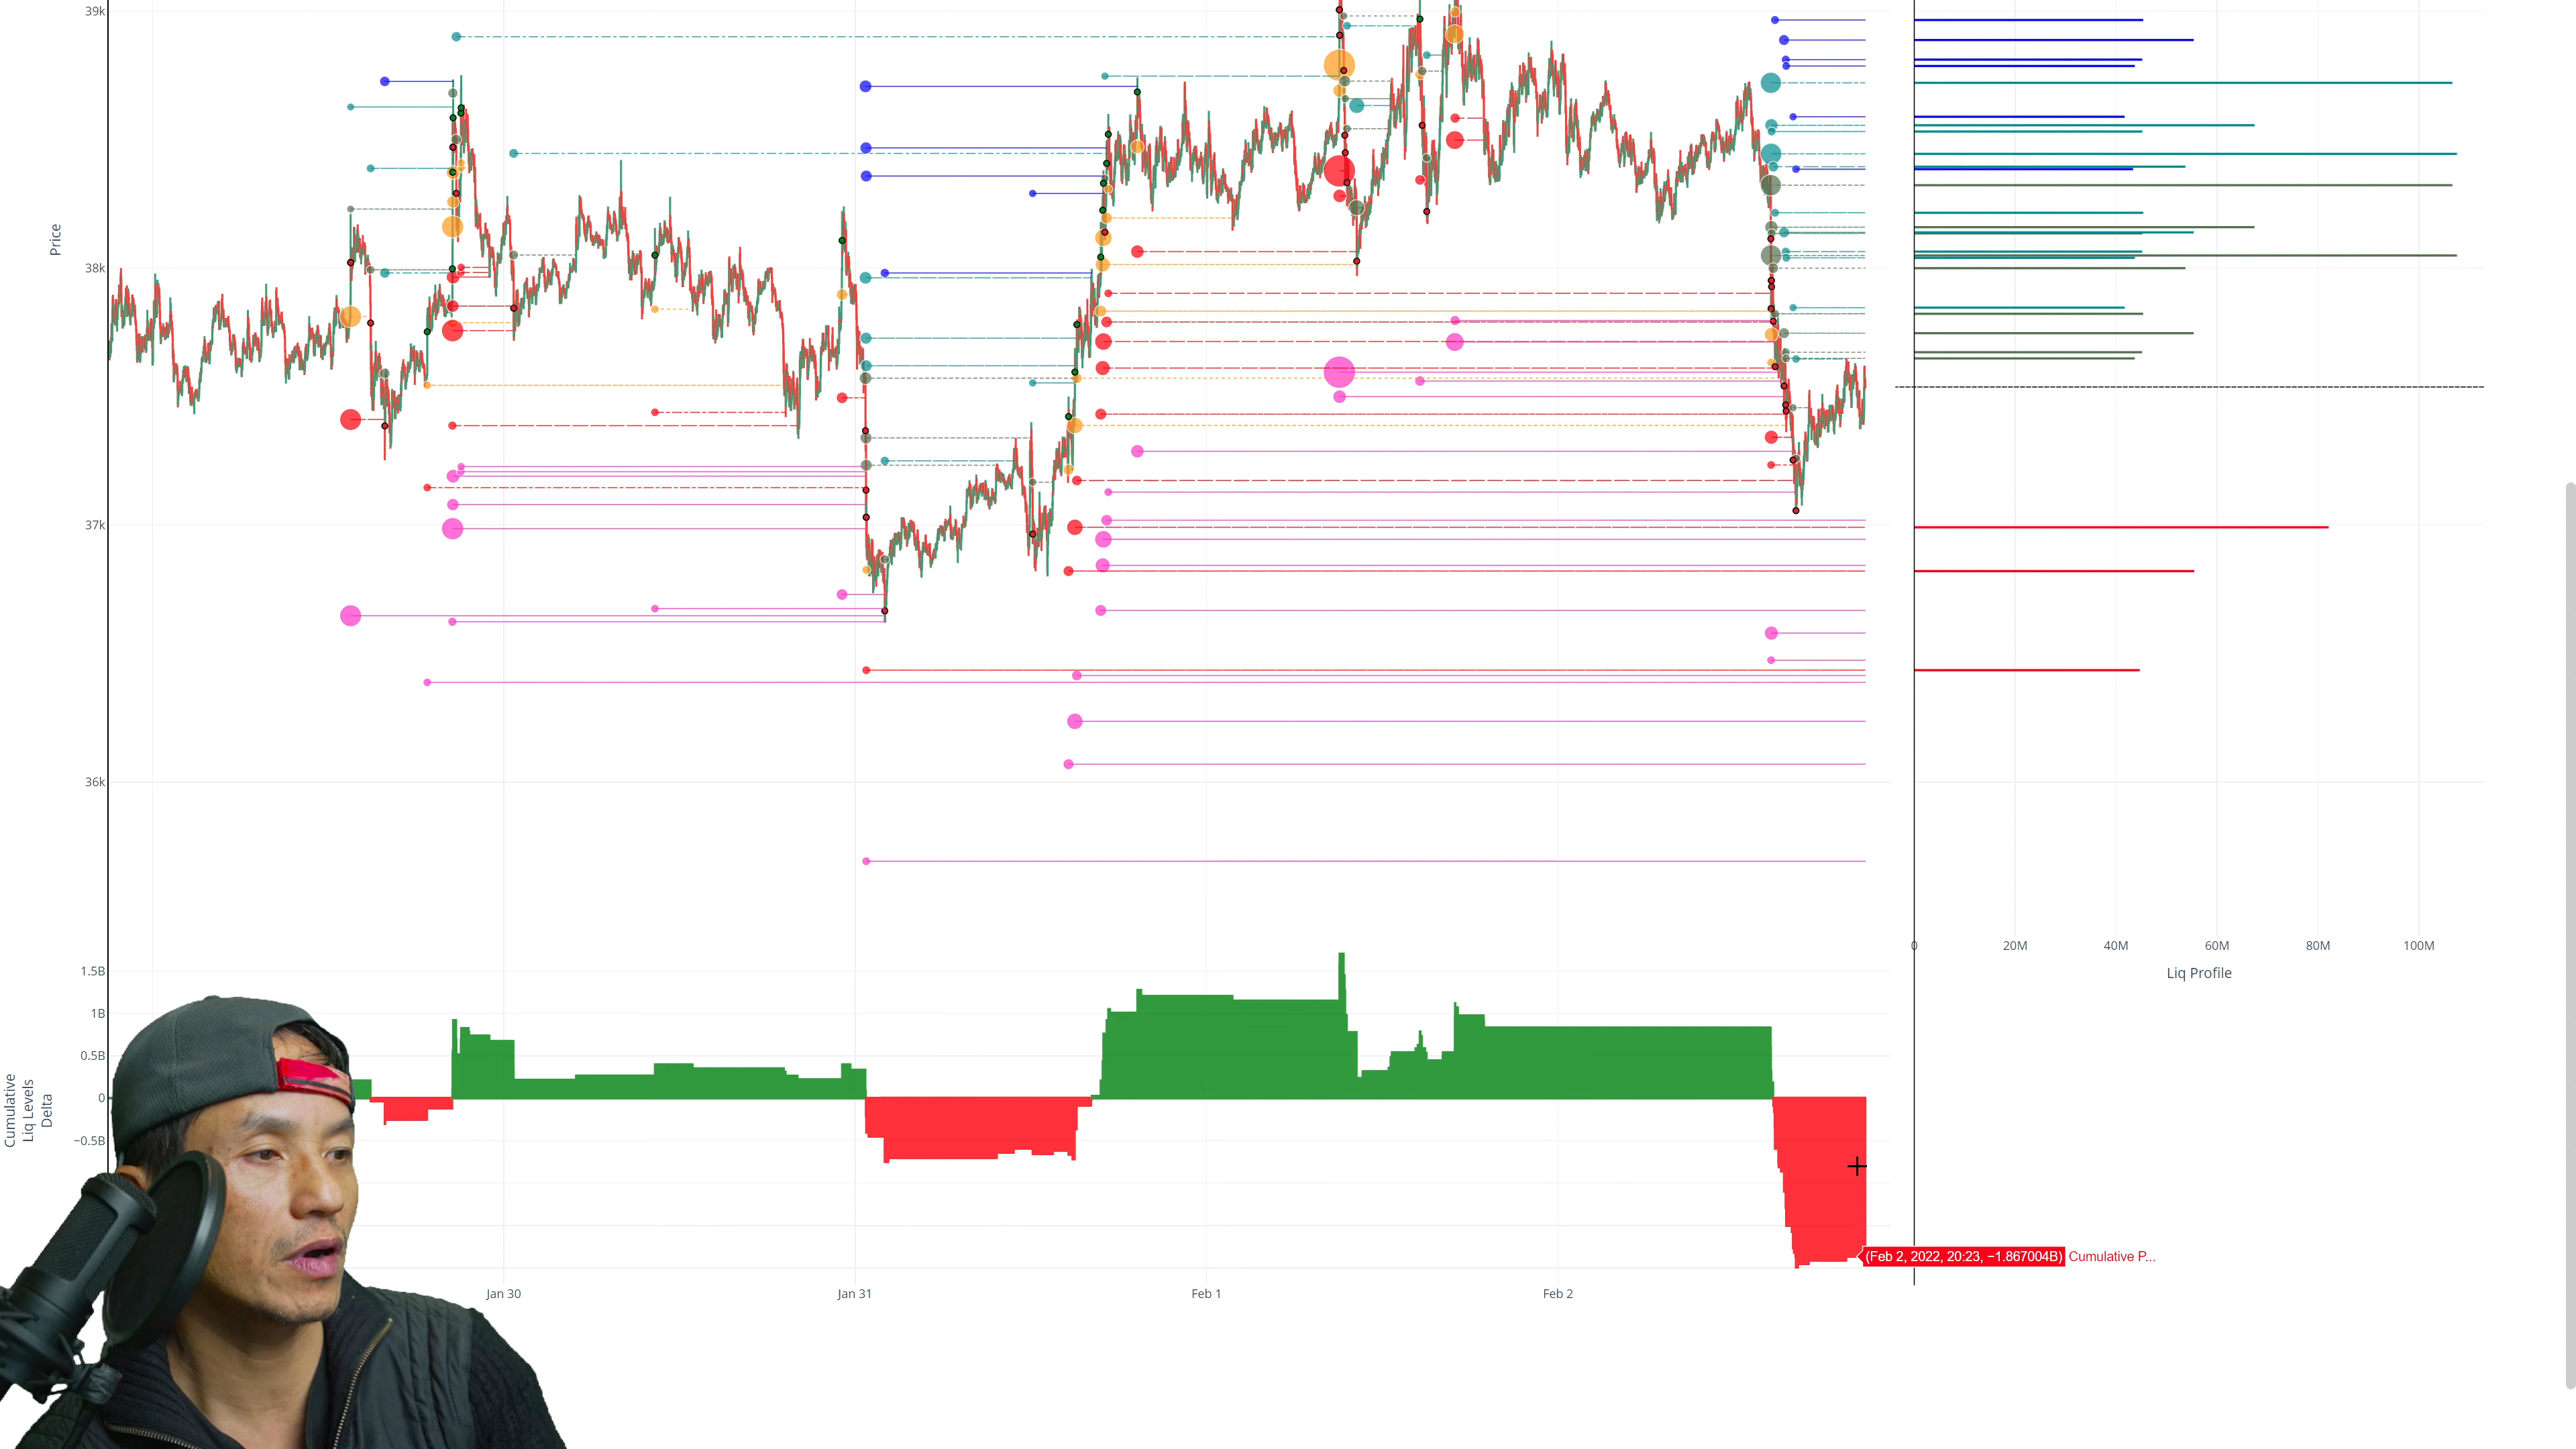 39k
38k
37k
36k
Price
0
20M
40M
60M
80M
100M
Liq Profile
1.5B
1B
0.5B
0
−0.5B
Cumulative
Liq Levels
Delta
(Feb 2, 2022, 20:23, −1.867004B) Cumulative P...
Jan 30
Jan 31
Feb 1
Feb 2